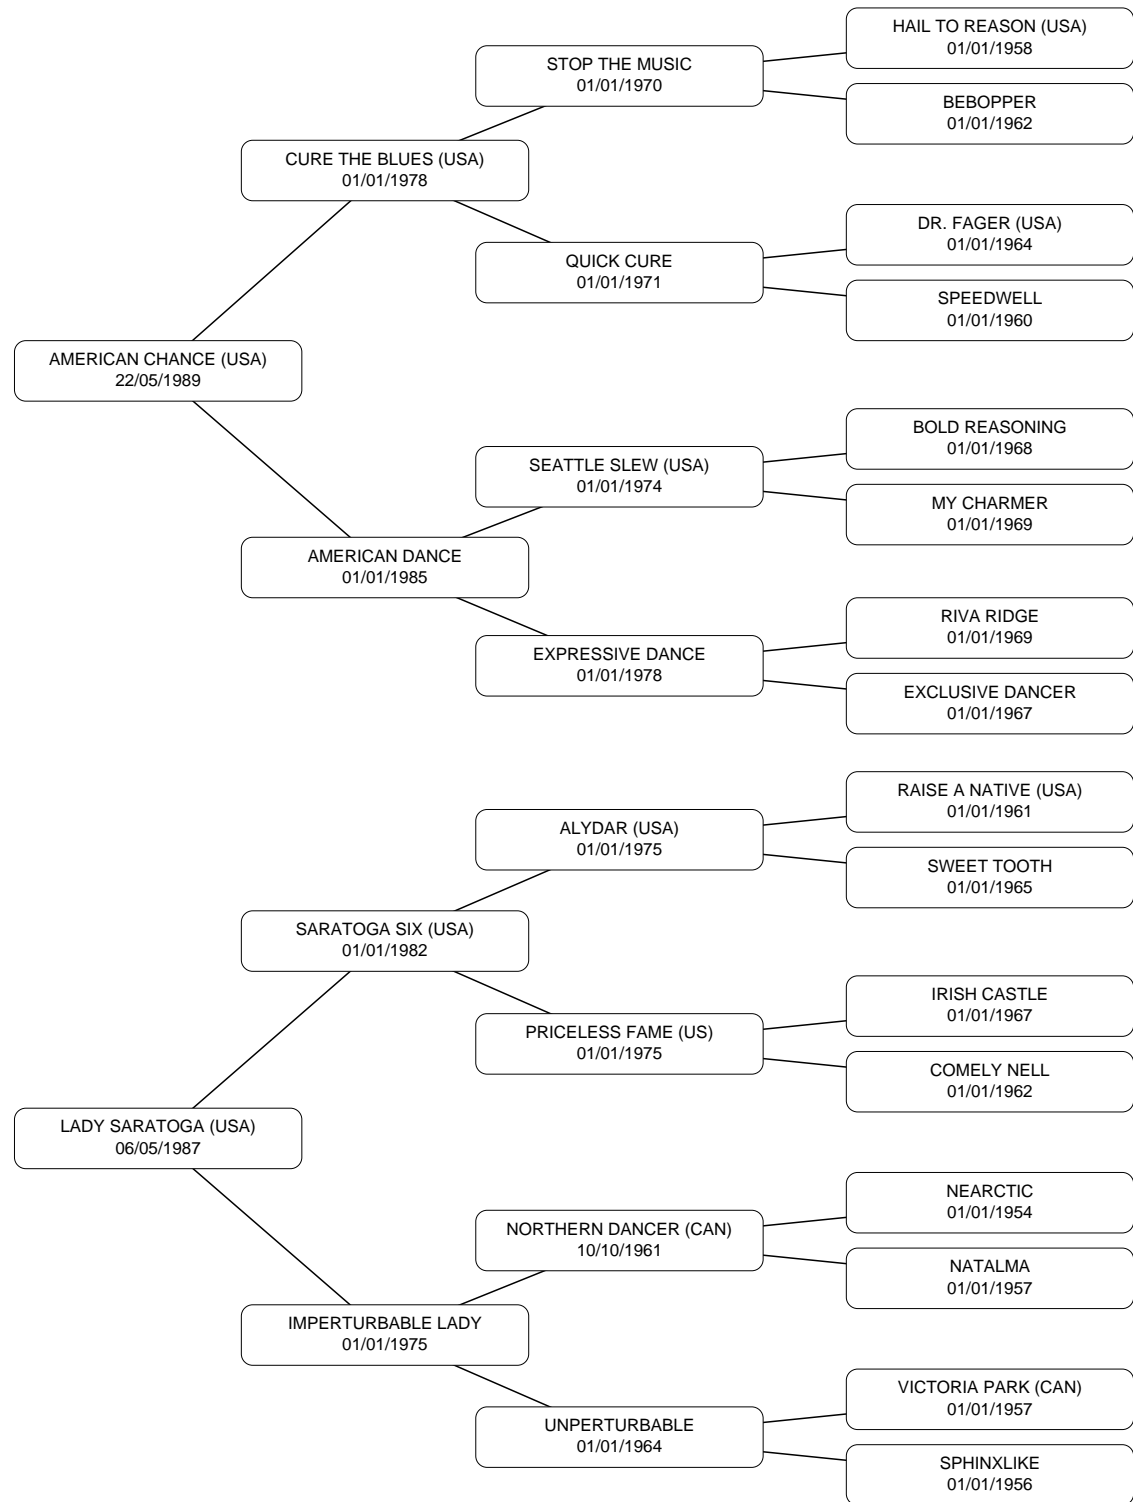 HAIL TO REASON (USA)
01/01/1958
STOP THE MUSIC
01/01/1970
BEBOPPER
01/01/1962
CURE THE BLUES (USA)
01/01/1978
DR. FAGER (USA)
01/01/1964
QUICK CURE
01/01/1971
SPEEDWELL
01/01/1960
AMERICAN CHANCE (USA)
22/05/1989
BOLD REASONING
01/01/1968
SEATTLE SLEW (USA)
01/01/1974
MY CHARMER
01/01/1969
AMERICAN DANCE
01/01/1985
RIVA RIDGE
01/01/1969
EXPRESSIVE DANCE
01/01/1978
EXCLUSIVE DANCER
01/01/1967
RAISE A NATIVE (USA)
01/01/1961
ALYDAR (USA)
01/01/1975
SWEET TOOTH
01/01/1965
SARATOGA SIX (USA)
01/01/1982
IRISH CASTLE
01/01/1967
PRICELESS FAME (US)
01/01/1975
COMELY NELL
01/01/1962
LADY SARATOGA (USA)
06/05/1987
NEARCTIC
01/01/1954
NORTHERN DANCER (CAN)
10/10/1961
NATALMA
01/01/1957
IMPERTURBABLE LADY
01/01/1975
VICTORIA PARK (CAN)
01/01/1957
UNPERTURBABLE
01/01/1964
SPHINXLIKE
01/01/1956